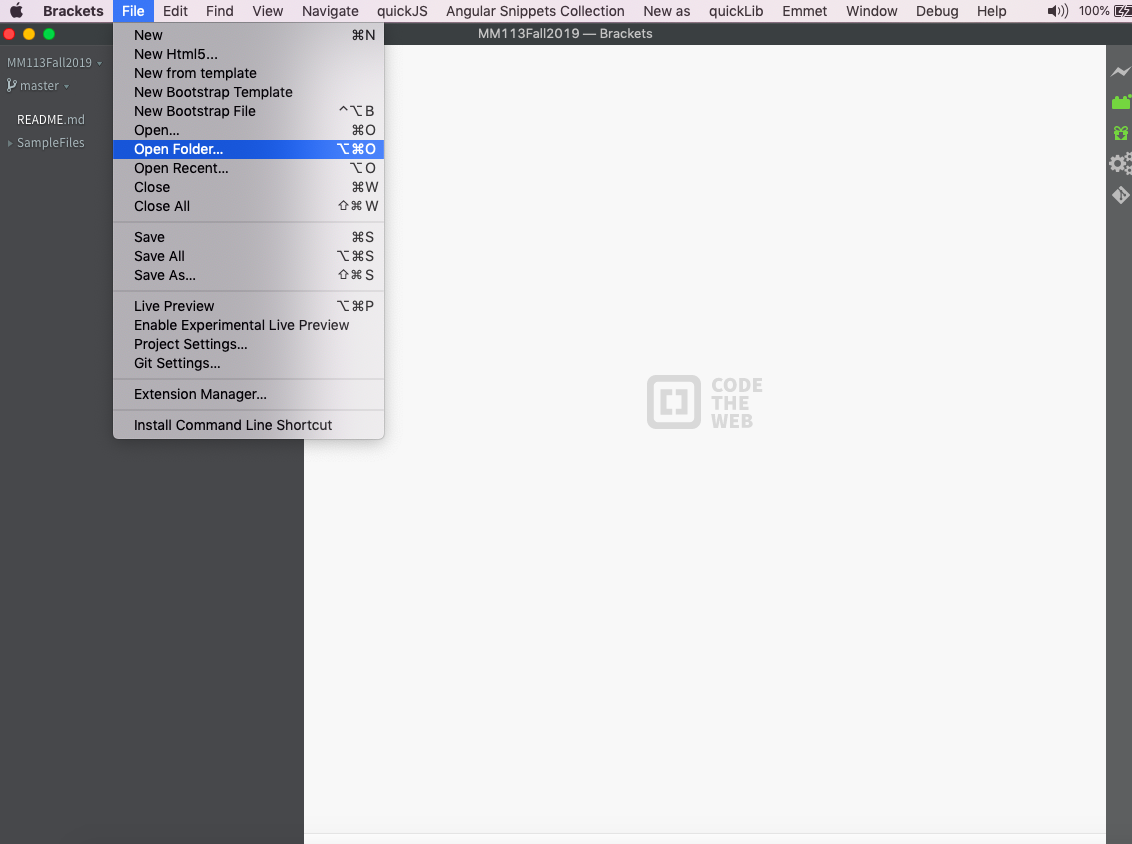 Brackets File Edit Find View Navigate quickJS Angular Snippets Collection New as quickLib Emmet Window Debug Help 100%
MM113Fall2019 — Brackets
MM113Fall2019
master
README.md
SampleFiles
New ⌘N
New Html5...
New from template
New Bootstrap Template
New Bootstrap File ^⌥B
Open... ⌘O
Open Folder... ⌥⌘O
Open Recent... ⌥O
Close ⌘W
Close All ⇧⌘W
Save ⌘S
Save All ⌥⌘S
Save As... ⇧⌘S
Live Preview ⌥⌘P
Enable Experimental Live Preview
Project Settings...
Git Settings...
Extension Manager...
Install Command Line Shortcut
CODE
THE
WEB